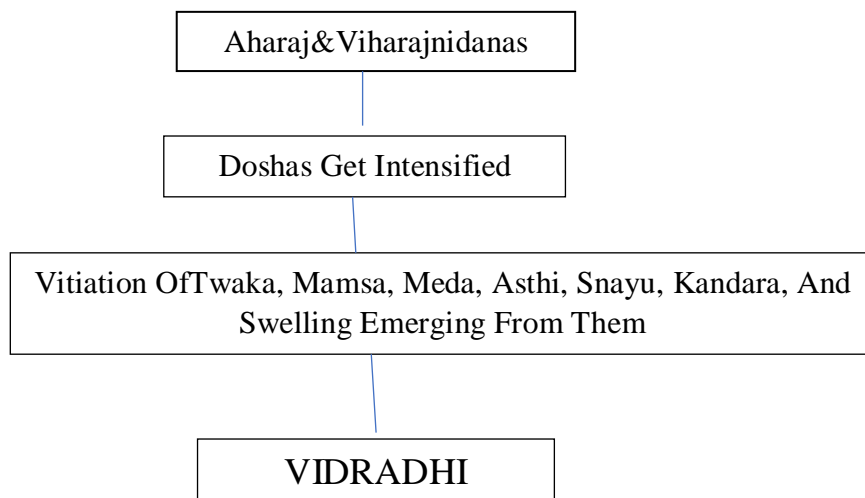 Aharaj&Viharajnidanas
Doshas Get Intensified
Vitiation OfTwaka, Mamsa, Meda, Asthi, Snayu, Kandara, And
Swelling Emerging From Them
VIDRADHI